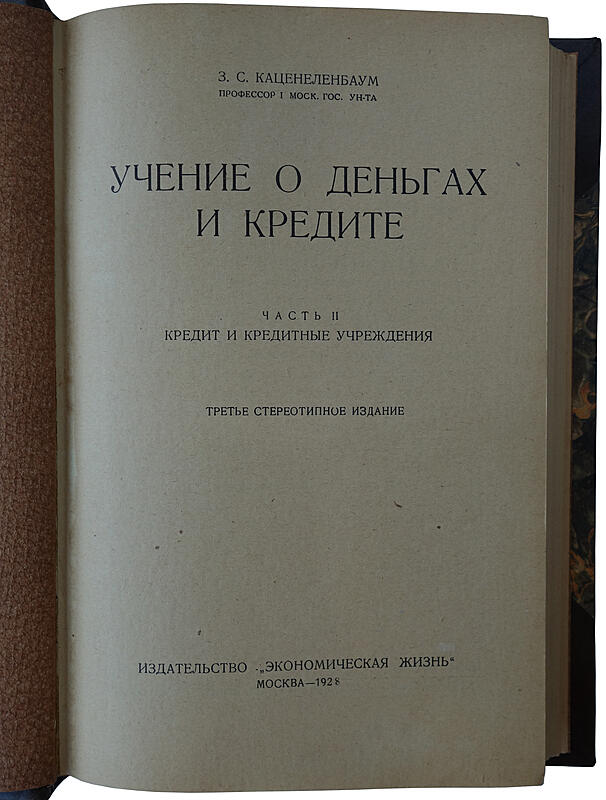 З. С. КАЦЕНЕЛЕНБАУМ
ПРОФЕССОР I МОСК. ГОС. УН-ТА
УЧЕНИЕ О ДЕНЬГАХ
И КРЕДИТЕ
ЧАСТЬ II
КРЕДИТ И КРЕДИТНЫЕ УЧРЕЖДЕНИЯ
ТРЕТЬЕ СТЕРЕОТИПНОЕ ИЗДАНИЕ
ИЗДАТЕЛЬСТВО „ЭКОНОМИЧЕСКАЯ ЖИЗНЬ“
МОСКВА—1928